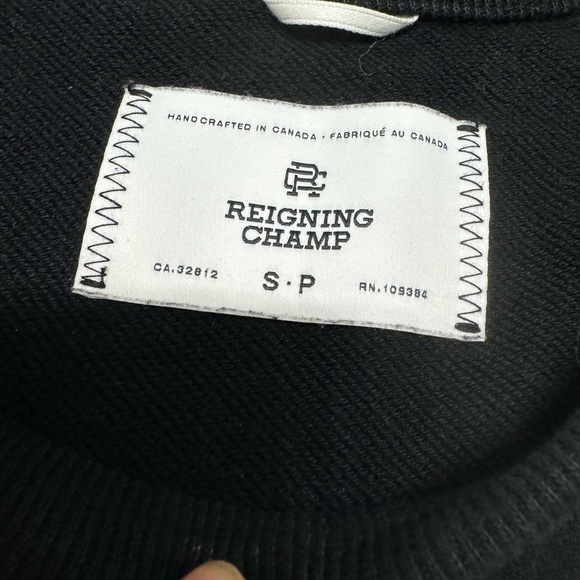 HANDCRAFTED IN CANADA · FABRIQUÉ AU CANADA
RC
REIGNING
CHAMP
CA.32812 S·P RN.109384